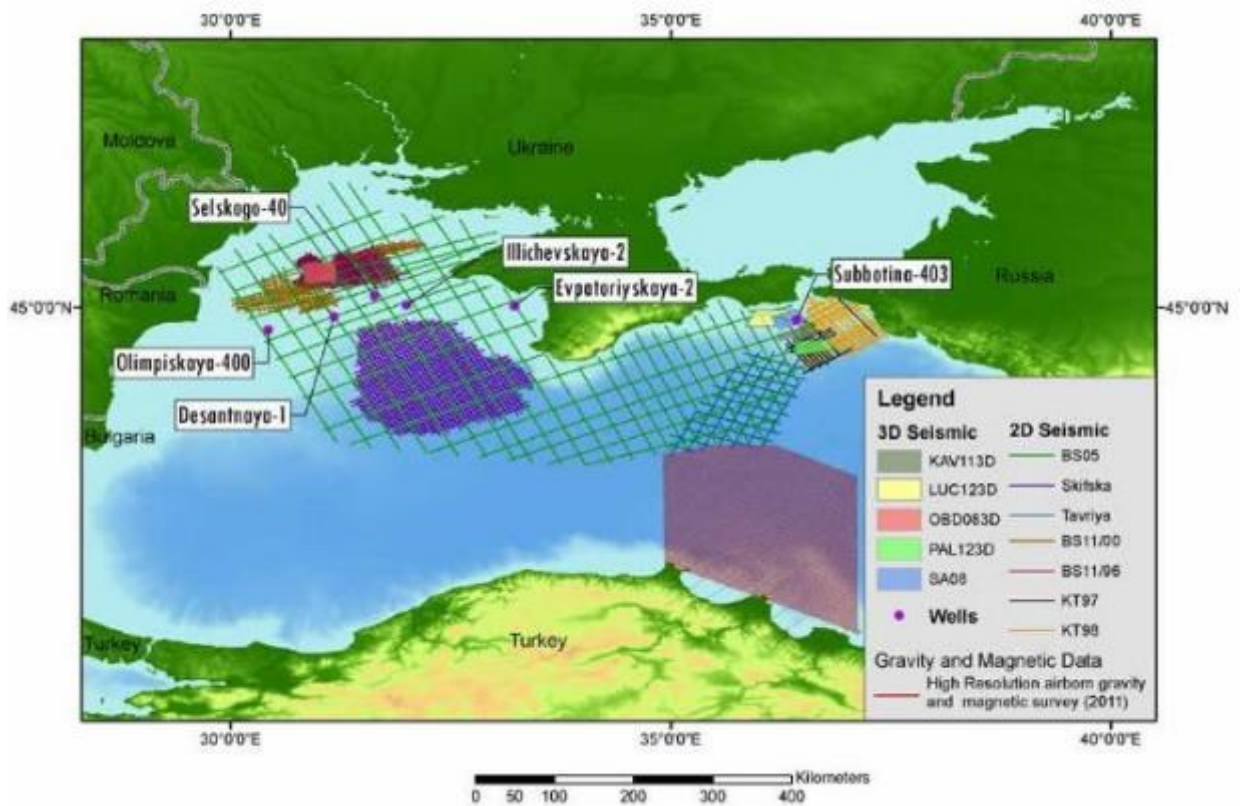 30°0'0"E 35°0'0"E 40°0'0"E
Moldova
Ukraine
Selskogo-40
Illichevskaya-2
Evpatoriyskaya-2
Subbotina-403
Russia
Romania
45°0'0"N
45°0'0"N
Olimpiskaya-400
Desantnaya-1
Bulgaria
Turkey
Turkey
Legend
3D Seismic
KAV113D
LUC123D
OBD063D
PAL123D
SA08
Wells
2D Seismic
BS05
Skifska
Tavriya
BS11/00
BS11/96
KT97
KT98
Gravity and Magnetic Data
High Resolution airborn gravity
and magnetic survey (2011)
30°0'0"E 35°0'0"E 40°0'0"E
Kilometers
0 50 100 200 300 400